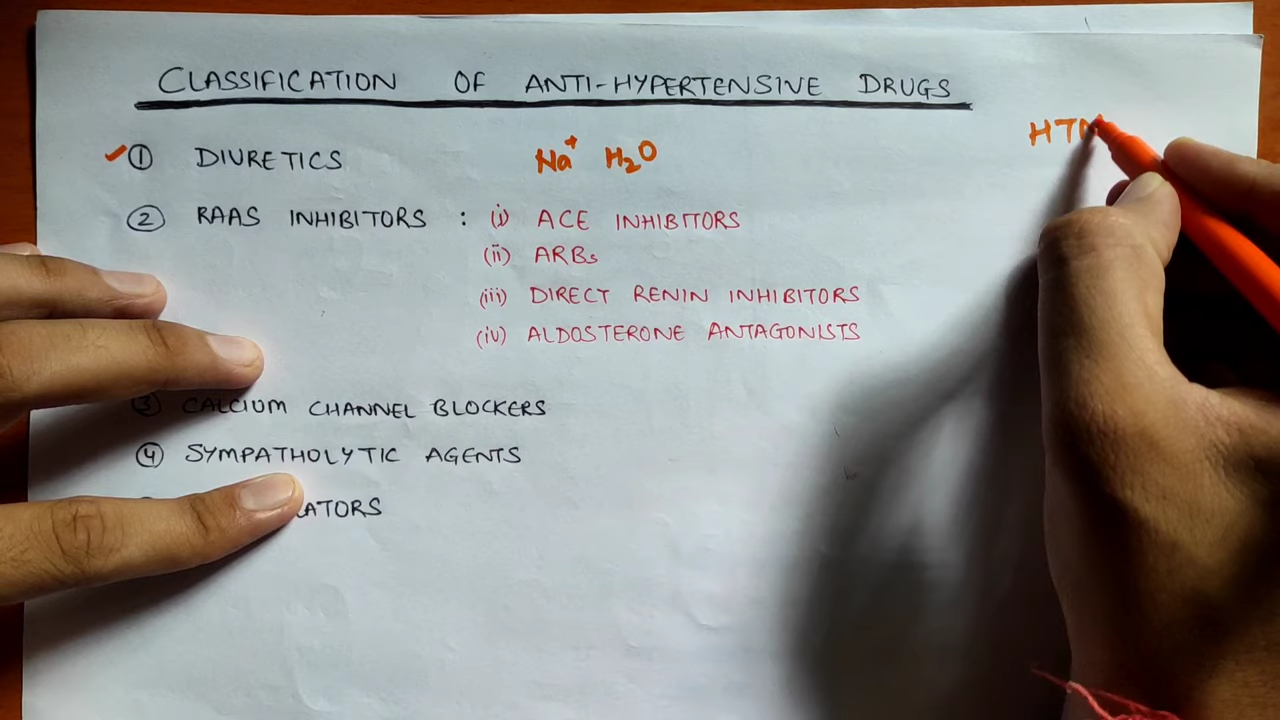 CLASSIFICATION OF ANTI-HYPERTENSIVE DRUGS
HTN
① DIURETICS Na⁺ H₂O
② RAAS INHIBITORS : (i) ACE INHIBITORS
(ii) ARBs
(iii) DIRECT RENIN INHIBITORS
(iv) ALDOSTERONE ANTAGONISTS
③ CALCIUM CHANNEL BLOCKERS
④ SYMPATHOLYTIC AGENTS